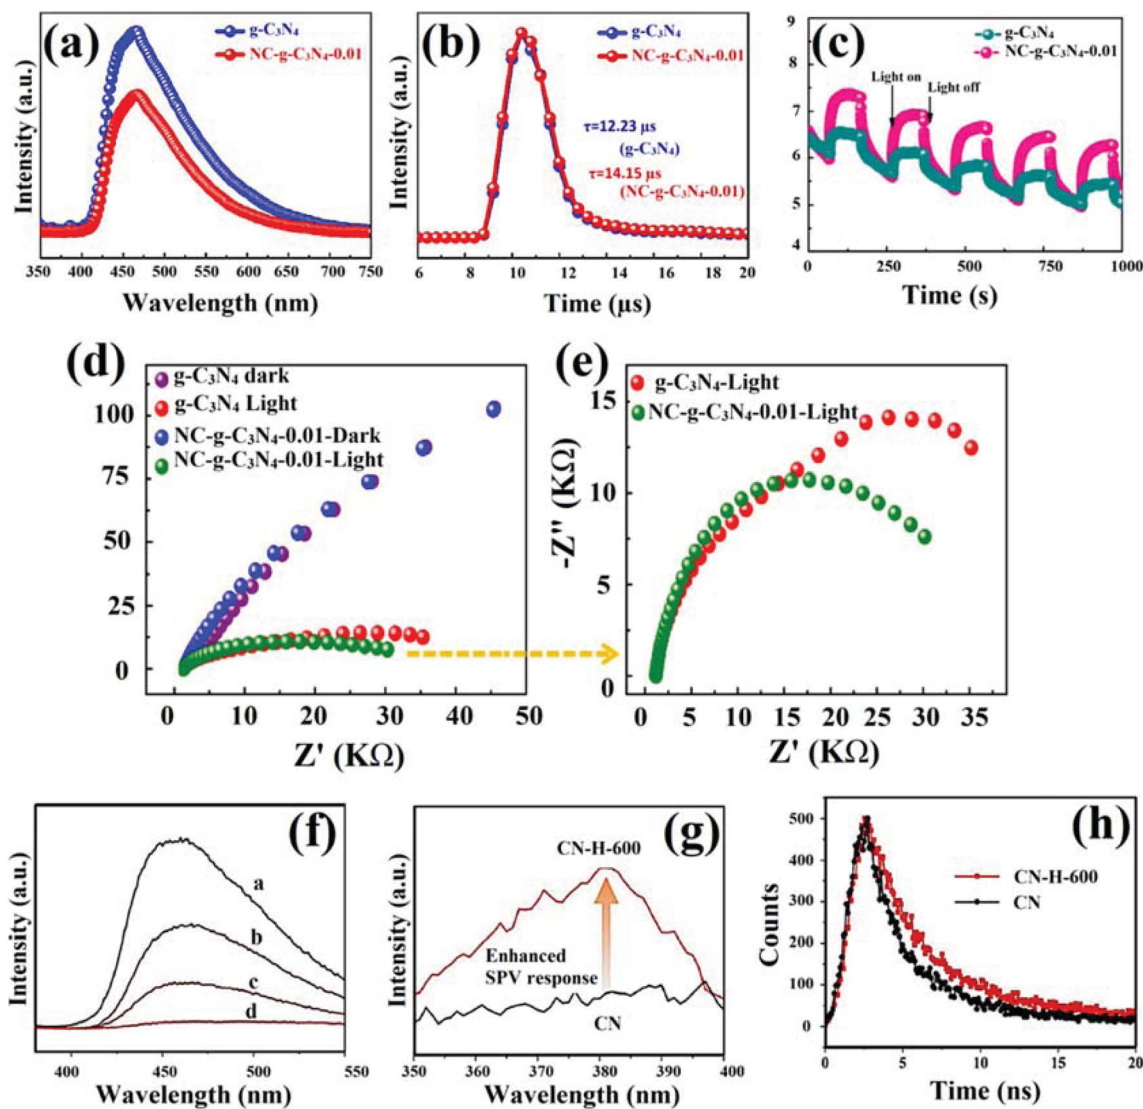 (a)
g-C₃N₄
NC-g-C₃N₄-0.01
Intensity (a.u.)
350 400 450 500 550 600 650 700 750
Wavelength (nm)
(b)
g-C₃N₄
NC-g-C₃N₄-0.01
τ=12.23 μs
(g-C₃N₄)
τ=14.15 μs
(NC-g-C₃N₄-0.01)
Intensity (a.u.)
6 8 10 12 14 16 18 20
Time (μs)
(c)
g-C₃N₄
NC-g-C₃N₄-0.01
Light on
Light off
9
8
7
6
5
4
0 250 500 750 1000
Time (s)
(d)
g-C₃N₄ dark
g-C₃N₄ Light
NC-g-C₃N₄-0.01-Dark
NC-g-C₃N₄-0.01-Light
100
75
50
25
0
0 10 20 30 40 50
Z' (KΩ)
(e)
g-C₃N₄-Light
NC-g-C₃N₄-0.01-Light
-Z" (KΩ)
15
10
5
0
0 5 10 15 20 25 30 35
Z' (KΩ)
(f)
a
b
c
d
Intensity (a.u.)
400 450 500 550
Wavelength (nm)
(g)
CN-H-600
Enhanced
SPV response
CN
Intensity (a.u.)
350 360 370 380 390 400
Wavelength (nm)
(h)
CN-H-600
CN
Counts
500
400
300
200
100
0
0 5 10 15 20
Time (ns)